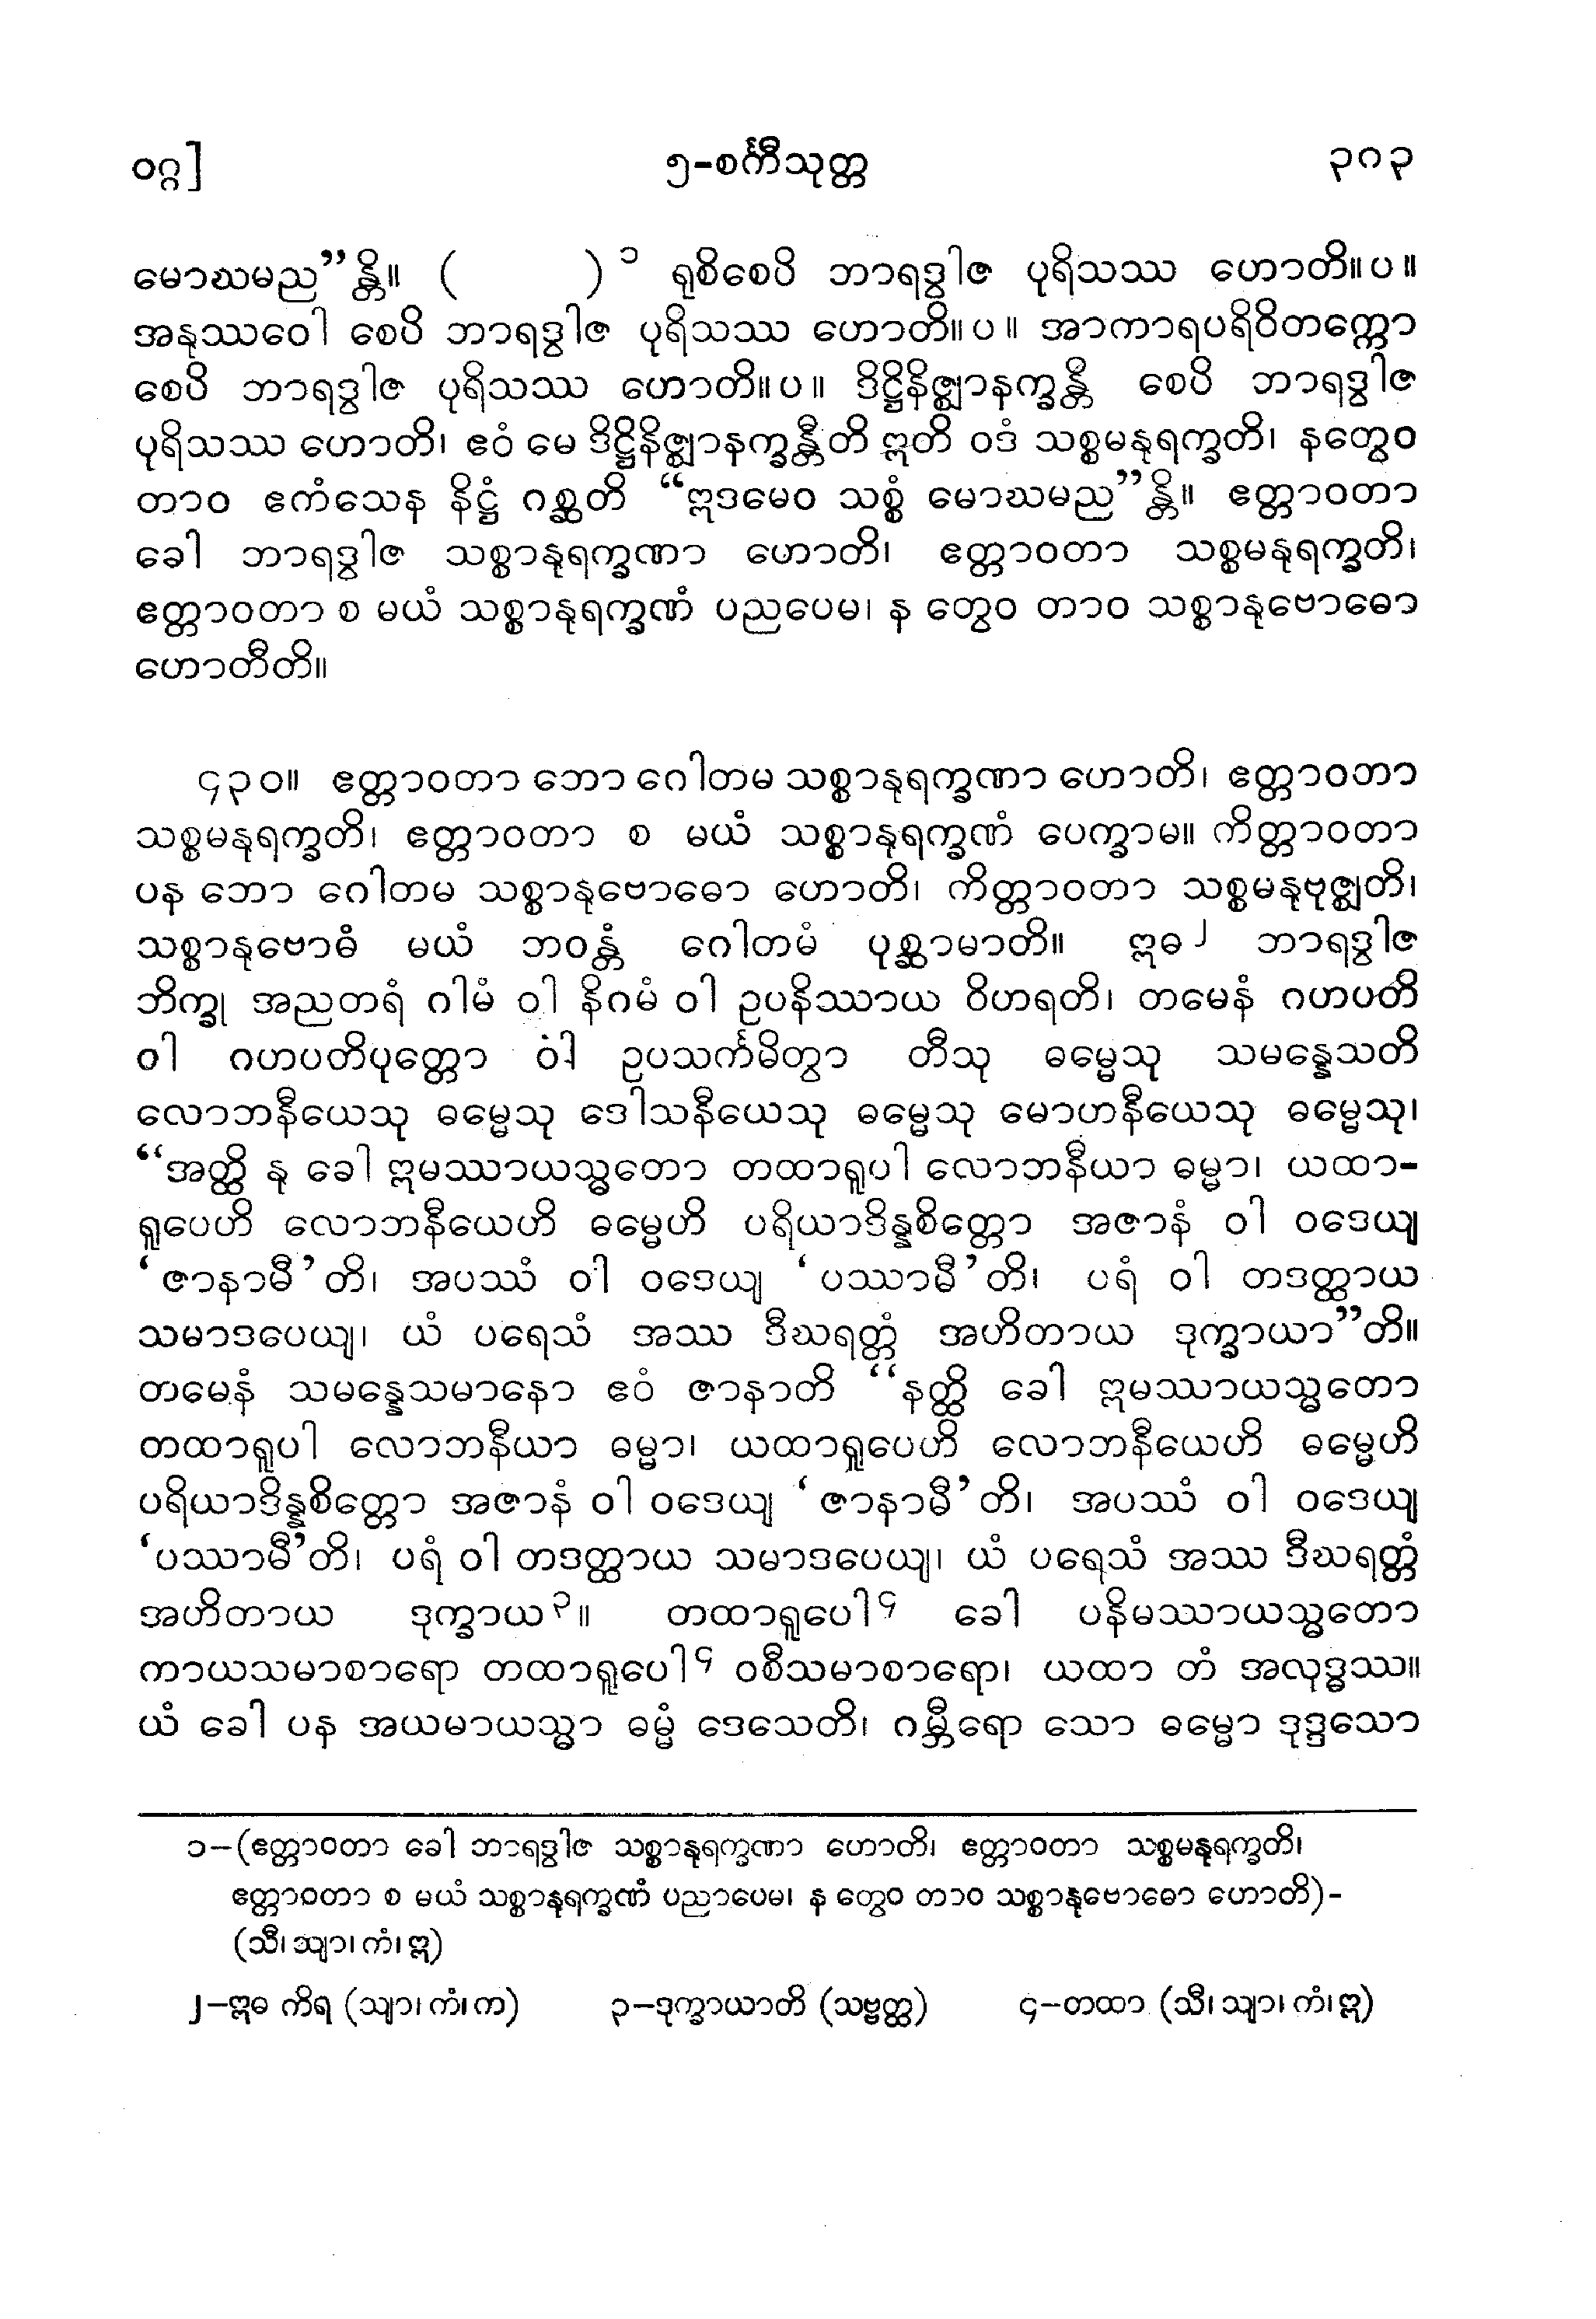 ဝဂ္ဂ]	၅-စင်္ကီသုတ္တ	၃၈၃
မောဃမည”န္တိ။ (      )၁ ရုစိစေပိ ဘာရဒွါဇ ပုရိသဿ ဟောတိ။ပ။
အနုဿဝေါ စေပိ ဘာရဒွါဇ ပုရိသဿ ဟောတိ။ပ။ အာကာရပရိဝိတက္ကော
စေပိ ဘာရဒွါဇ ပုရိသဿ ဟောတိ။ပ။ ဒိဋ္ဌိနိဇ္ဈာနက္ခန္တိ စေပိ ဘာရဒွါဇ
ပုရိသဿ ဟောတိ၊ ဧဝံ မေ ဒိဋ္ဌိနိဇ္ဈာနက္ခန္တီတိ ဣတိ ဝဒံ သစ္စမနုရက္ခတိ၊ နတွေဝ
တာဝ ဧကံသေန နိဋ္ဌံ ဂစ္ဆတိ “ဣဒမေဝ သစ္စံ မောဃမည”န္တိ။ ဧတ္တာဝတာ
ခေါ ဘာရဒွါဇ သစ္စာနုရက္ခဏာ ဟောတိ၊ ဧတ္တာဝတာ သစ္စမနုရက္ခတိ၊
ဧတ္တာဝတာ စ မယံ သစ္စာနုရက္ခဏံ ပညပေမ၊ န တွေဝ တာဝ သစ္စာနုဗောဓော
ဟောတီတိ။
၄၃၀။ ဧတ္တာဝတာ ဘော ဂေါတမ သစ္စာနုရက္ခဏာ ဟောတိ၊ ဧတ္တာဝတာ
သစ္စမနုရက္ခတိ၊ ဧတ္တာဝတာ စ မယံ သစ္စာနုရက္ခဏံ ပေက္ခာမ။ ကိတ္တာဝတာ
ပန ဘော ဂေါတမ သစ္စာနုဗောဓော ဟောတိ၊ ကိတ္တာဝတာ သစ္စမနုဗုဇ္ဈတိ၊
သစ္စာနုဗောဓံ မယံ ဘဝန္တံ ဂေါတမံ ပုစ္ဆာမာတိ။ ဣဓ၂ ဘာရဒွါဇ
ဘိက္ခု အညတရံ ဂါမံ ဝါ နိဂမံ ဝါ ဥပနိဿာယ ဝိဟရတိ၊ တမေနံ ဂဟပတိ
ဝါ ဂဟပတိပုတ္တော ဝါ ဥပသင်္ကမိတွာ တီသု ဓမ္မေသု သမန္နေသတိ
လောဘနီယေသု ဓမ္မေသု ဒေါသနီယေသု ဓမ္မေသု မောဟနီယေသု ဓမ္မေသု၊
“အတ္ထိ နု ခေါ ဣမဿာယသ္မတော တထာရူပါ လောဘနီယာ ဓမ္မာ၊ ယထာ-
ရူပေဟိ လောဘနီယေဟိ ဓမ္မေဟိ ပရိယာဒိန္နစိတ္တော အဇာနံ ဝါ ဝဒေယျ
‘ဇာနာမီ’တိ၊ အပဿံ ဝါ ဝဒေယျ ‘ပဿာမီ’တိ၊ ပရံ ဝါ တဒတ္ထာယ
သမာဒပေယျ၊ ယံ ပရေသံ အဿ ဒီဃရတ္တံ အဟိတာယ ဒုက္ခာယာ”တိ။
တမေနံ သမန္နေသမာနော ဧဝံ ဇာနာတိ “နတ္ထိ ခေါ ဣမဿာယသ္မတော
တထာရူပါ လောဘနီယာ ဓမ္မာ၊ ယထာရူပေဟိ လောဘနီယေဟိ ဓမ္မေဟိ
ပရိယာဒိန္နစိတ္တော အဇာနံ ဝါ ဝဒေယျ ‘ဇာနာမီ’တိ၊ အပဿံ ဝါ ဝဒေယျ
‘ပဿာမီ’တိ၊ ပရံ ဝါ တဒတ္ထာယ သမာဒပေယျ၊ ယံ ပရေသံ အဿ ဒီဃရတ္တံ
အဟိတာယ ဒုက္ခာယ၃။ တထာရူပေါ၄ ခေါ ပနိမဿာယသ္မတော
ကာယသမာစာရော တထာရူပေါ၄ ဝစီသမာစာရော၊ ယထာ တံ အလုဒ္ဓဿ။
ယံ ခေါ ပန အယမာယသ္မာ ဓမ္မံ ဒေသေတိ၊ ဂမ္ဘီရော သော ဓမ္မော ဒုဒ္ဒသော
၁-(ဧတ္တာဝတာ ခေါ ဘာရဒွါဇ သစ္စာနုရက္ခဏာ ဟောတိ၊ ဧတ္တာဝတာ သစ္စမနုရက္ခတိ၊
ဧတ္တာဝတာ စ မယံ သစ္စာနုရက္ခဏံ ပညာပေမ၊ န တွေဝ တာဝ သစ္စာနုဗောဓော ဟောတိ)-
(သီ၊ သျာ၊ ကံ၊ ဣ)
၂-ဣဓ ကိရ (သျာ၊ ကံ၊ က)	၃-ဒုက္ခာယာတိ (သဗ္ဗတ္ထ)	၄-တထာ (သီ၊ သျာ၊ ကံ၊ ဣ)